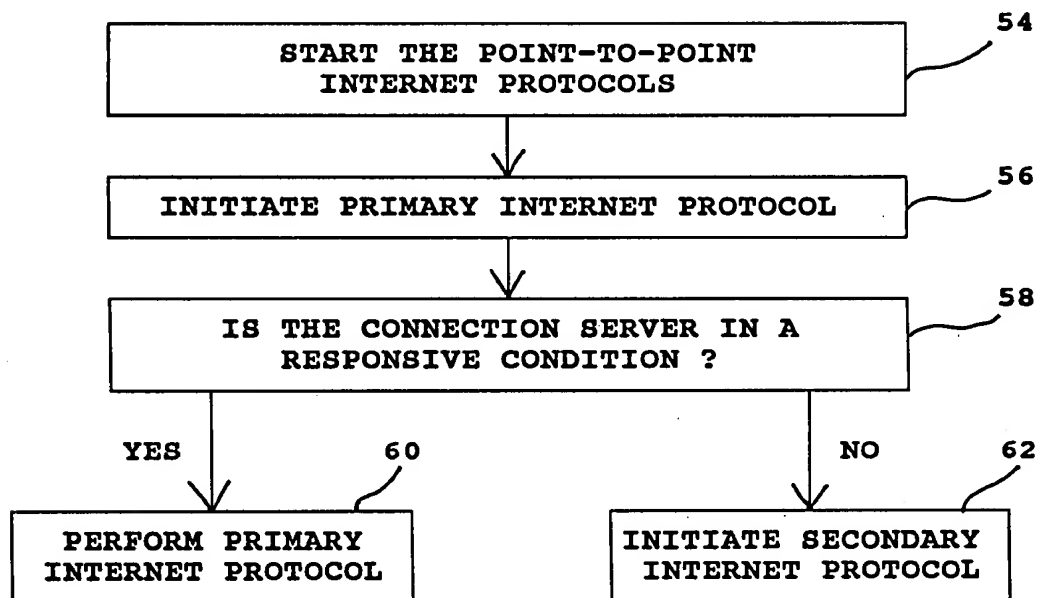 54
START THE POINT-TO-POINT
INTERNET PROTOCOLS
56
INITIATE PRIMARY INTERNET PROTOCOL
58
IS THE CONNECTION SERVER IN A
RESPONSIVE CONDITION ?
YES
60
NO
62
PERFORM PRIMARY
INTERNET PROTOCOL
INITIATE SECONDARY
INTERNET PROTOCOL